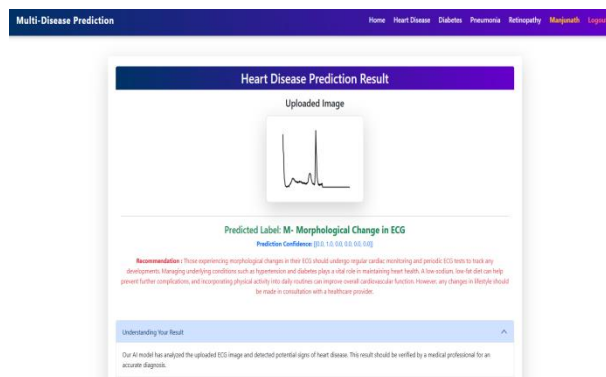 Multi-Disease Prediction
Home Heart Disease Diabetes Pneumonia Retinopathy Manjunath Logout
Heart Disease Prediction Result
Uploaded Image
Predicted Label: M- Morphological Change in ECG
Prediction Confidence: [[0.0, 1.0, 0.0, 0.0, 0.0, 0.0]]
Recommendation : Those experiencing morphological changes in their ECG should undergo regular cardiac monitoring and periodic ECG tests to track any
developments. Managing underlying conditions such as hypertension and diabetes plays a vital role in maintaining heart health. A low-sodium, low-fat diet can help
prevent further complications, and incorporating physical activity into daily routines can improve overall cardiovascular function. However, any changes in lifestyle should
be made in consultation with a healthcare provider.
Understanding Your Result
Our AI model has analyzed the uploaded ECG image and detected potential signs of heart disease. This result should be verified by a medical professional for an
accurate diagnosis.